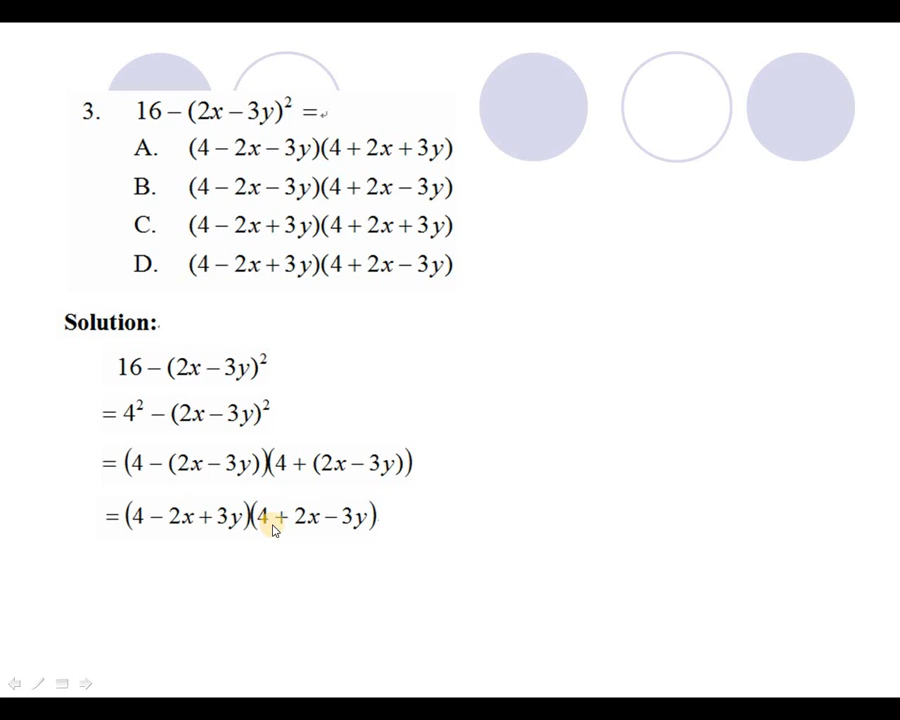 3. 16 − (2x − 3y)² =
A. (4 − 2x − 3y)(4 + 2x + 3y)
B. (4 − 2x − 3y)(4 + 2x − 3y)
C. (4 − 2x + 3y)(4 + 2x + 3y)
D. (4 − 2x + 3y)(4 + 2x − 3y)
Solution:
16 − (2x − 3y)²
= 4² − (2x − 3y)²
= (4 − (2x − 3y))(4 + (2x − 3y))
= (4 − 2x + 3y)(4 + 2x − 3y)